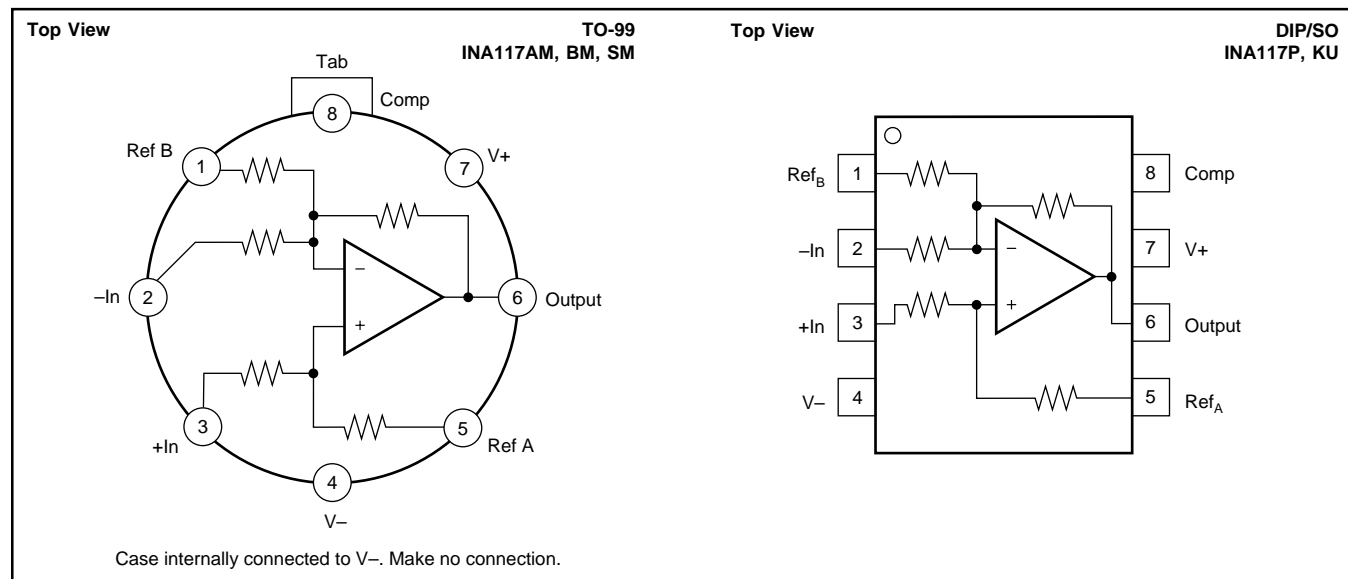 Top View
TO-99
INA117AM, BM, SM
Tab
8
Comp
Ref B
1
7
V+
–In
2
–
+
6
Output
3
+In
5
Ref A
4
V–
Case internally connected to V–. Make no connection.
Top View
DIP/SO
INA117P, KU
RefB
1
8
Comp
–In
2
–
7
V+
+In
3
+
6
Output
V–
4
5
RefA